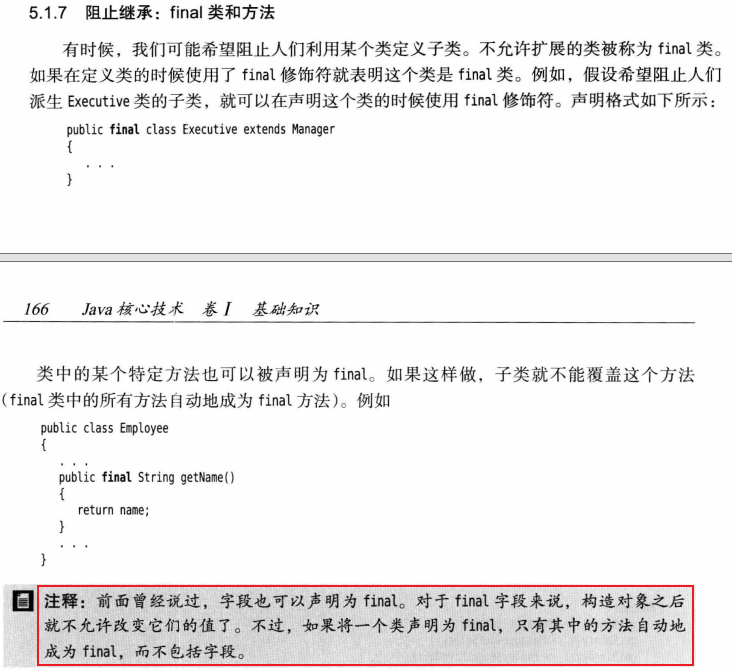 5.1.7 阻止继承：final 类和方法
有时候，我们可能希望阻止人们利用某个类定义子类。不允许扩展的类被称为 final 类。
如果在定义类的时候使用了 final 修饰符就表明这个类是 final 类。例如，假设希望阻止人们
派生 Executive 类的子类，就可以在声明这个类的时候使用 final 修饰符。声明格式如下所示：
public final class Executive extends Manager
{
. . .
}
166 Java 核心技术 卷 I 基础知识
类中的某个特定方法也可以被声明为 final。如果这样做，子类就不能覆盖这个方法
（final 类中的所有方法自动地成为 final 方法）。例如
public class Employee
{
. . .
public final String getName()
{
return name;
}
. . .
}
注释：前面曾经说过，字段也可以声明为 final。对于 final 字段来说，构造对象之后
就不允许改变它们的值了。不过，如果将一个类声明为 final，只有其中的方法自动地
成为 final，而不包括字段。